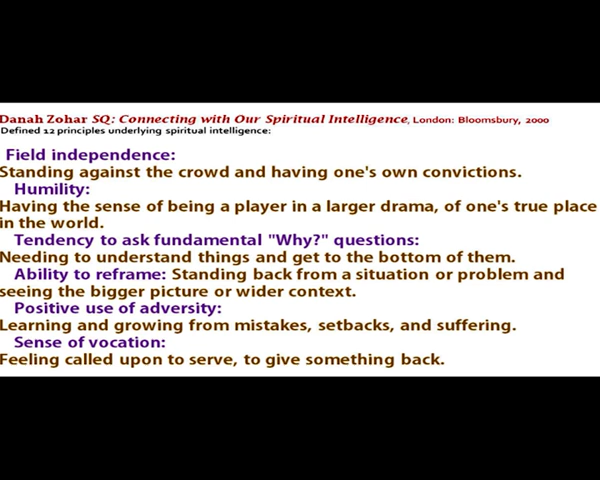 Danah Zohar SQ: Connecting with Our Spiritual Intelligence, London: Bloomsbury, 2000
Defined 12 principles underlying spiritual intelligence:
Field independence:
Standing against the crowd and having one's own convictions.
Humility:
Having the sense of being a player in a larger drama, of one's true place
in the world.
Tendency to ask fundamental "Why?" questions:
Needing to understand things and get to the bottom of them.
Ability to reframe: Standing back from a situation or problem and
seeing the bigger picture or wider context.
Positive use of adversity:
Learning and growing from mistakes, setbacks, and suffering.
Sense of vocation:
Feeling called upon to serve, to give something back.